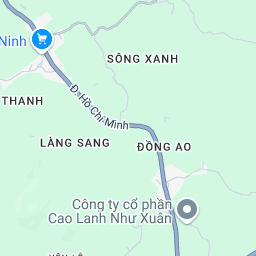 SÔNG XANH
Ninh
THANH
Đ. Hồ Chí Minh
LÀNG SANG
ĐỒNG AO
Công ty cổ phần
Cao Lanh Như Xuân